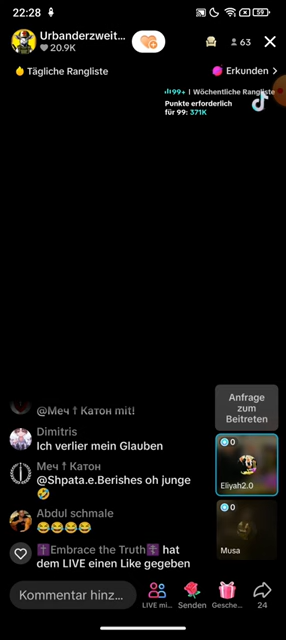 22:28
59
Urbanderzweit...
20.9K
63
Tägliche Rangliste
Erkunden >
99+ | Wöchentliche Rangliste
Punkte erforderlich
für 99: 371K
@Меч † Катон mit!
Anfrage
zum
Beitreten
Dimitris
Ich verlier mein Glauben
0
Eliyah2.0
Меч † Катон
@Shpata.e.Berishes oh junge
🤣
Abdul schmale
😂😂😂😂
0
Musa
✝️Embrace the Truth☦️ hat
dem LIVE einen Like gegeben
Kommentar hinz...
LIVE mi...
Senden
Gesche...
24